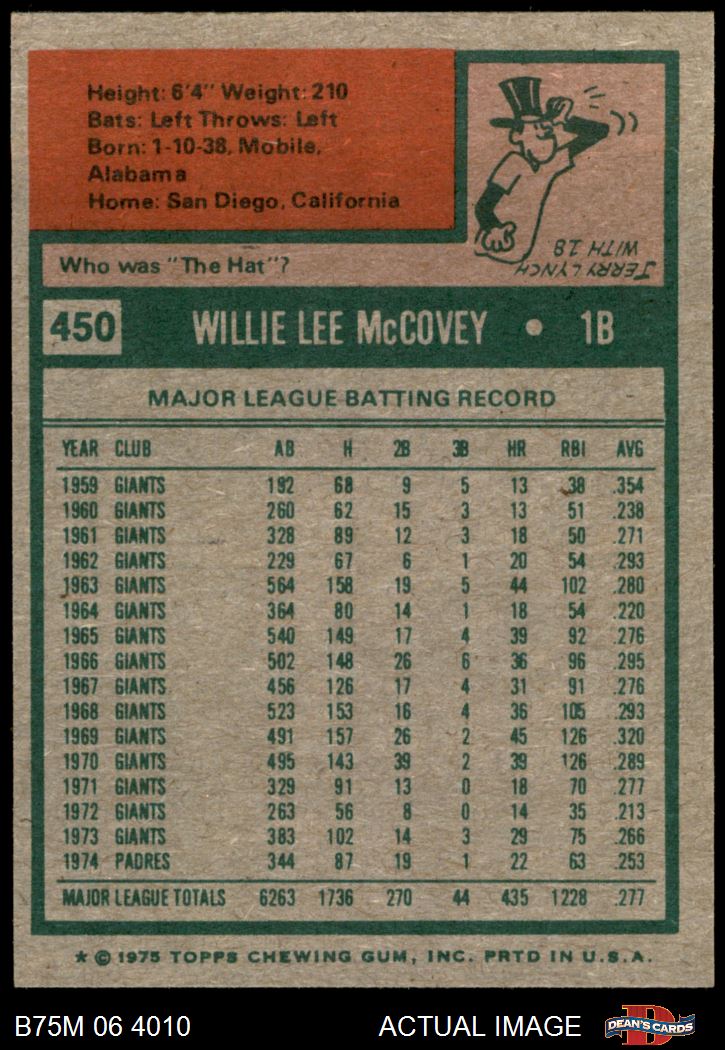 Height: 6'4" Weight: 210
Bats: Left Throws: Left
Born: 1-10-38, Mobile,
Alabama
Home: San Diego, California
Who was "The Hat"?
JERRY LYNCH
WITH 18
450 WILLIE LEE McCOVEY • 1B
MAJOR LEAGUE BATTING RECORD
YEAR CLUB AB H 2B 3B HR RBI AVG
1959 GIANTS 192 68 9 5 13 38 .354
1960 GIANTS 260 62 15 3 13 51 .238
1961 GIANTS 328 89 12 3 18 50 .271
1962 GIANTS 229 67 6 1 20 54 .293
1963 GIANTS 564 158 19 5 44 102 .280
1964 GIANTS 364 80 14 1 18 54 .220
1965 GIANTS 540 149 17 4 39 92 .276
1966 GIANTS 502 148 26 6 36 96 .295
1967 GIANTS 456 126 17 4 31 91 .276
1968 GIANTS 523 153 16 4 36 105 .293
1969 GIANTS 491 157 26 2 45 126 .320
1970 GIANTS 495 143 39 2 39 126 .289
1971 GIANTS 329 91 13 0 18 70 .277
1972 GIANTS 263 56 8 0 14 35 .213
1973 GIANTS 383 102 14 3 29 75 .266
1974 PADRES 344 87 19 1 22 63 .253
MAJOR LEAGUE TOTALS 6263 1736 270 44 435 1228 .277
★ © 1975 TOPPS CHEWING GUM, INC. PRTD IN U.S.A.
B75M 06 4010 ACTUAL IMAGE
DEAN'S CARDS